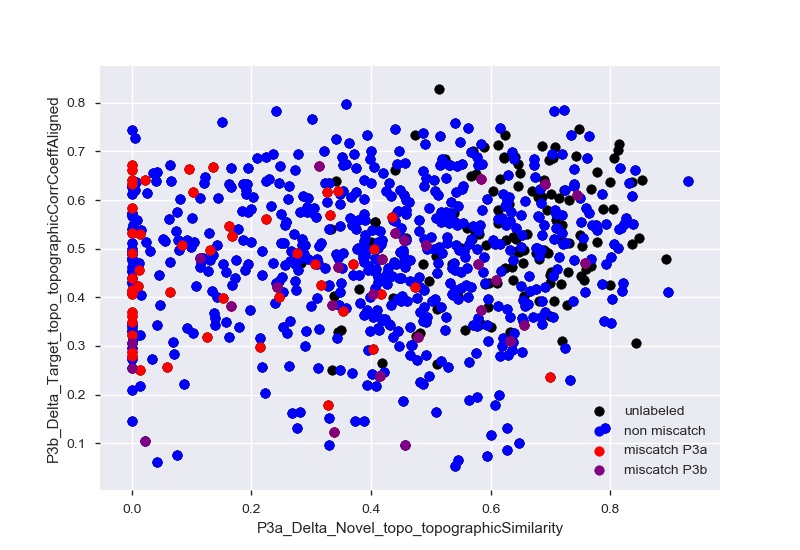 0.8
0.7
0.6
0.5
0.4
0.3
0.2
0.1
P3b_Delta_Target_topo_topographicCorrCoeffAligned
unlabeled
non miscatch
miscatch P3a
miscatch P3b
0.0
0.2
0.4
0.6
0.8
P3a_Delta_Novel_topo_topographicSimilarity